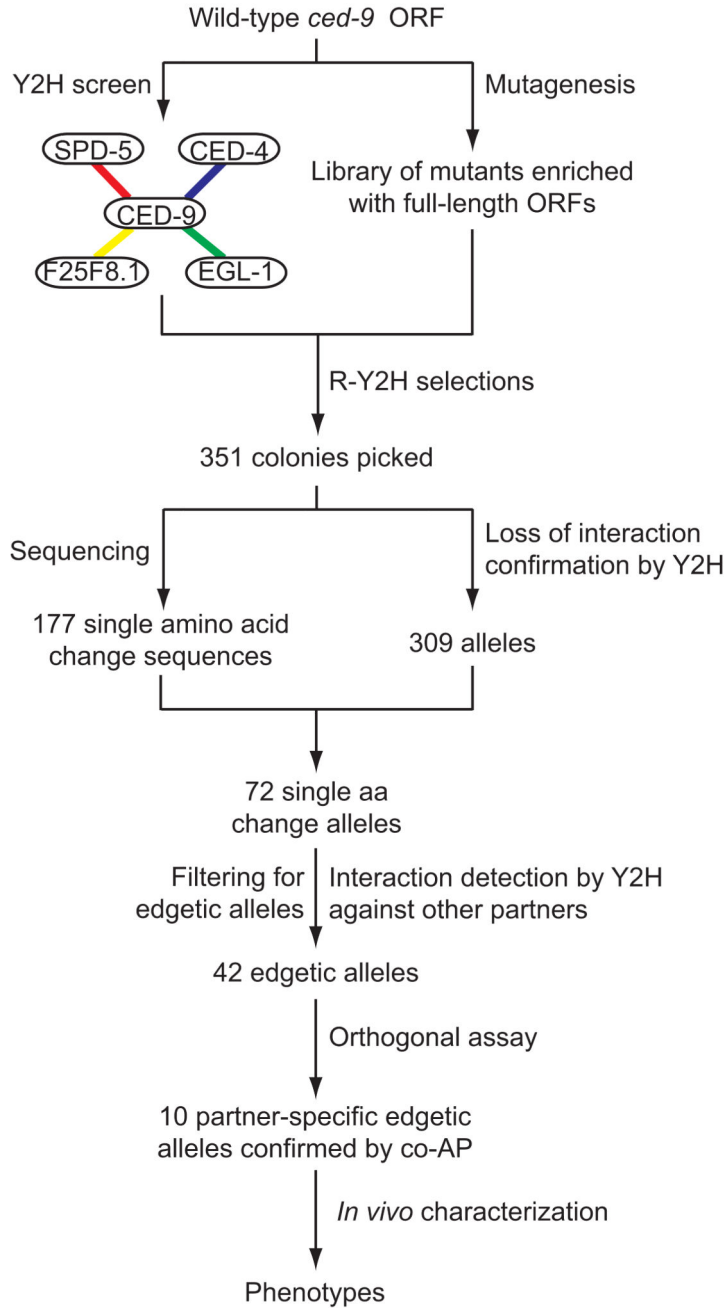 Wild-type ced-9 ORF
Y2H screen
Mutagenesis
SPD-5
CED-4
CED-9
F25F8.1
EGL-1
Library of mutants enriched
with full-length ORFs
R-Y2H selections
351 colonies picked
Sequencing
Loss of interaction
confirmation by Y2H
177 single amino acid
change sequences
309 alleles
72 single aa
change alleles
Filtering for
edgetic alleles
Interaction detection by Y2H
against other partners
42 edgetic alleles
Orthogonal assay
10 partner-specific edgetic
alleles confirmed by co-AP
In vivo characterization
Phenotypes